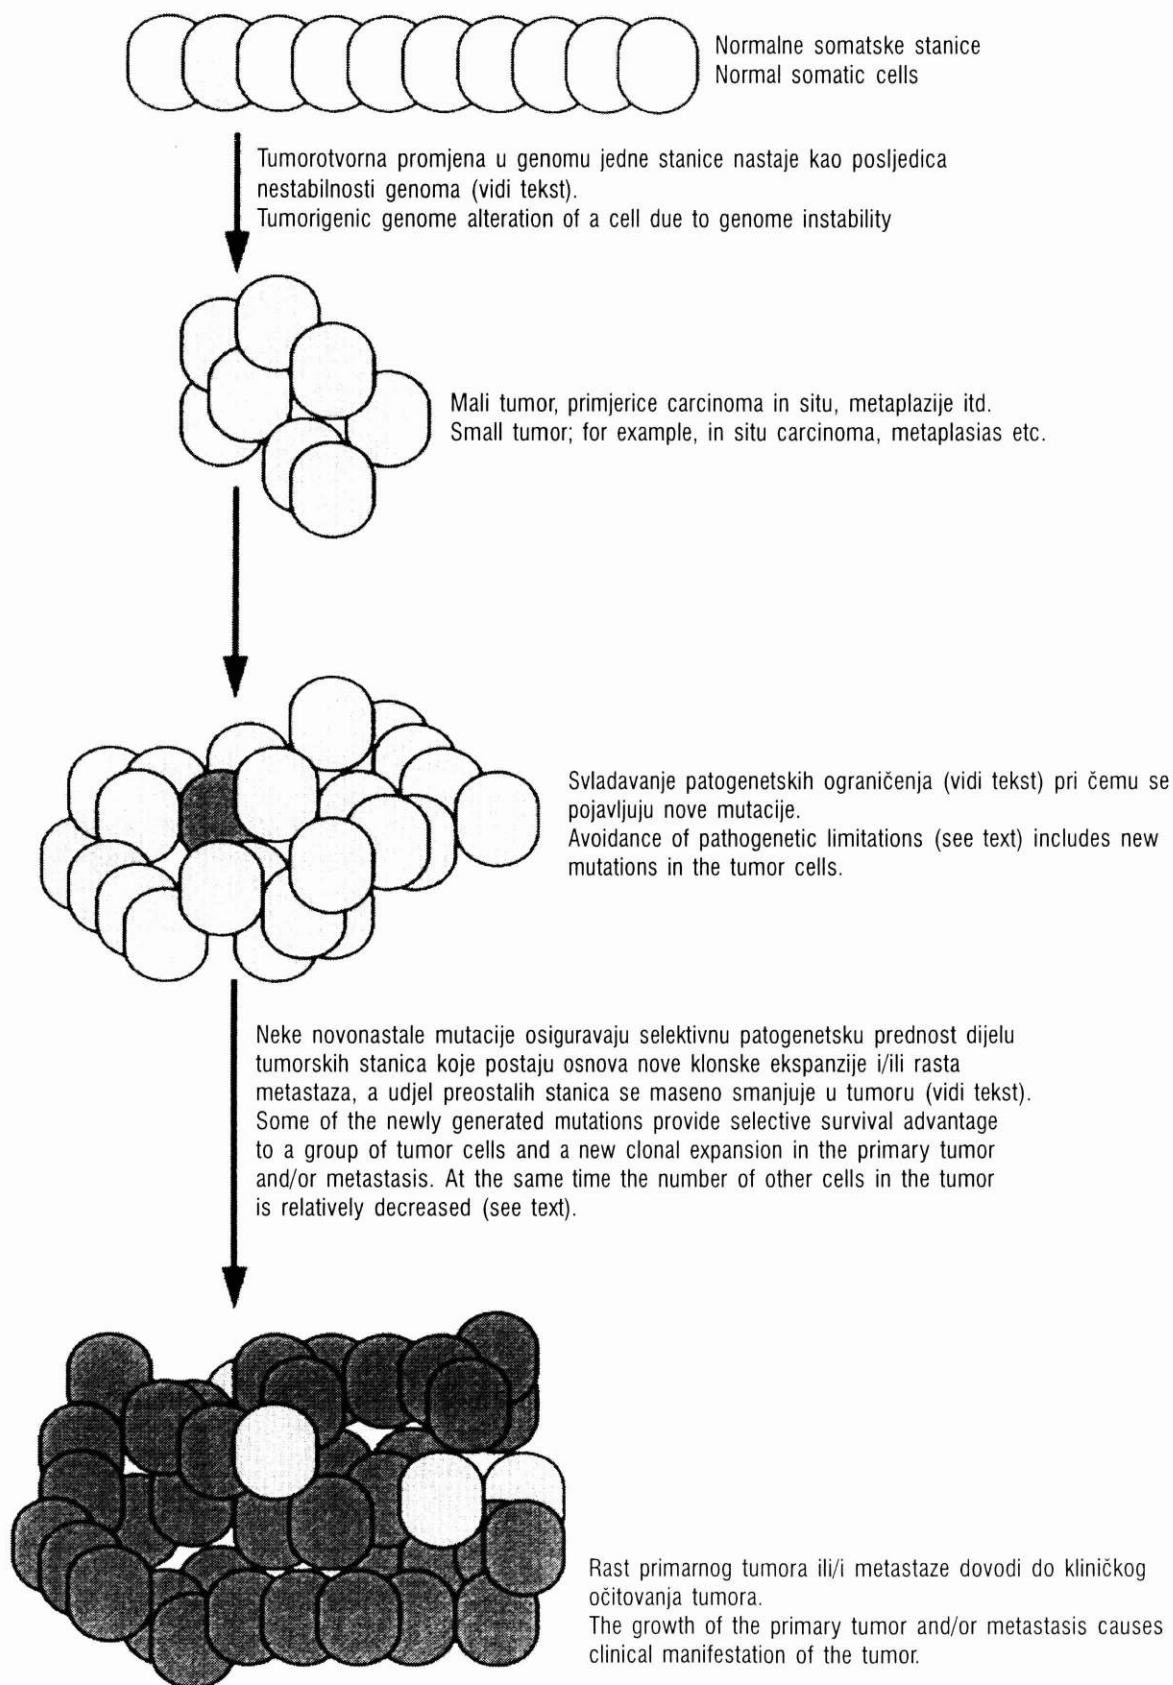 Normalne somatske stanice
Normal somatic cells
Tumorotvorna promjena u genomu jedne stanice nastaje kao posljedica
nestabilnosti genoma (vidi tekst).
Tumorigenic genome alteration of a cell due to genome instability
Mali tumor, primjerice carcinoma in situ, metaplazije itd.
Small tumor; for example, in situ carcinoma, metaplasias etc.
Svladavanje patogenetskih ograničenja (vidi tekst) pri čemu se
pojavljuju nove mutacije.
Avoidance of pathogenetic limitations (see text) includes new
mutations in the tumor cells.
Neke novonastale mutacije osiguravaju selektivnu patogenetsku prednost dijelu
tumorskih stanica koje postaju osnova nove klonske ekspanzije i/ili rasta
metastaza, a udjel preostalih stanica se maseno smanjuje u tumoru (vidi tekst).
Some of the newly generated mutations provide selective survival advantage
to a group of tumor cells and a new clonal expansion in the primary tumor
and/or metastasis. At the same time the number of other cells in the tumor
is relatively decreased (see text).
Rast primarnog tumora ili/i metastaze dovodi do kliničkog
očitovanja tumora.
The growth of the primary tumor and/or metastasis causes
clinical manifestation of the tumor.